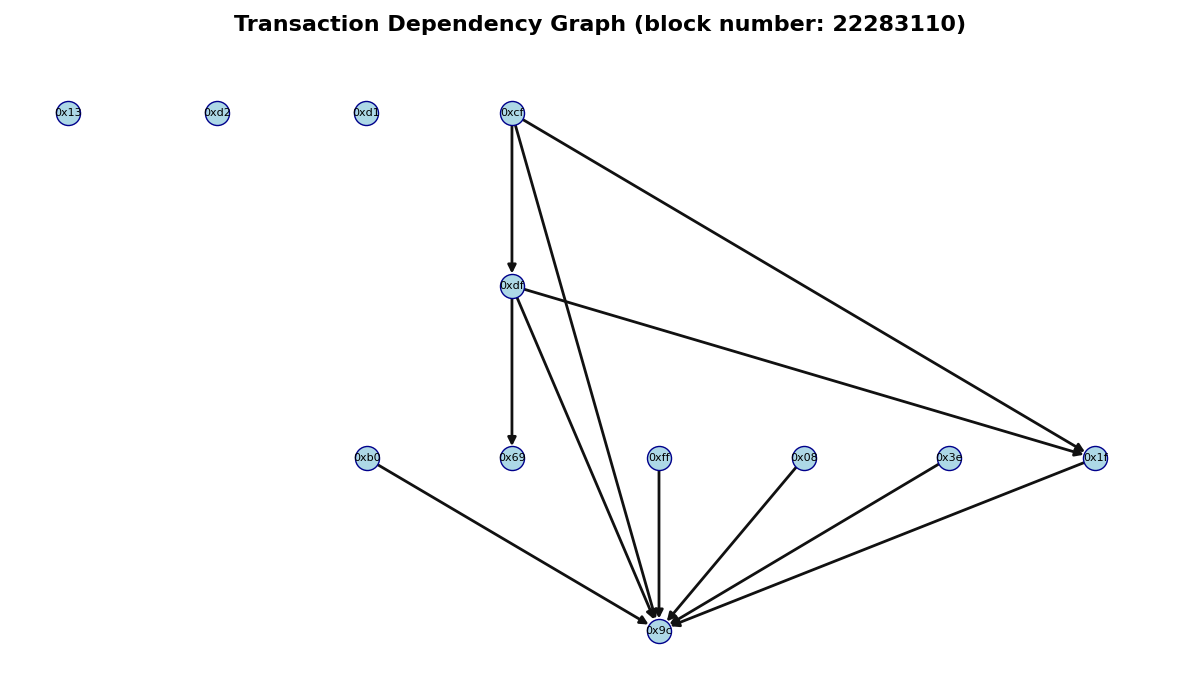 Transaction Dependency Graph (block number: 22283110)
0x13 0xd2 0xd1 0xcf
0xdf
0xb0 0x69 0xff 0x08 0x3e 0x1f
0x9c